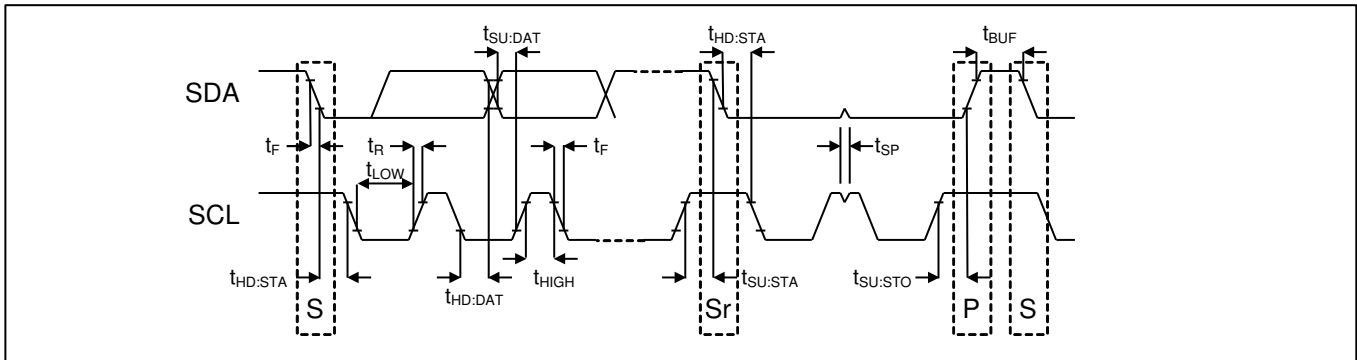 tSU:DAT tHD:STA tBUF
SDA
tF tR tF tSP
tLOW
SCL
tHD:STA tHD:DAT tHIGH tSU:STA tSU:STO
S Sr P S